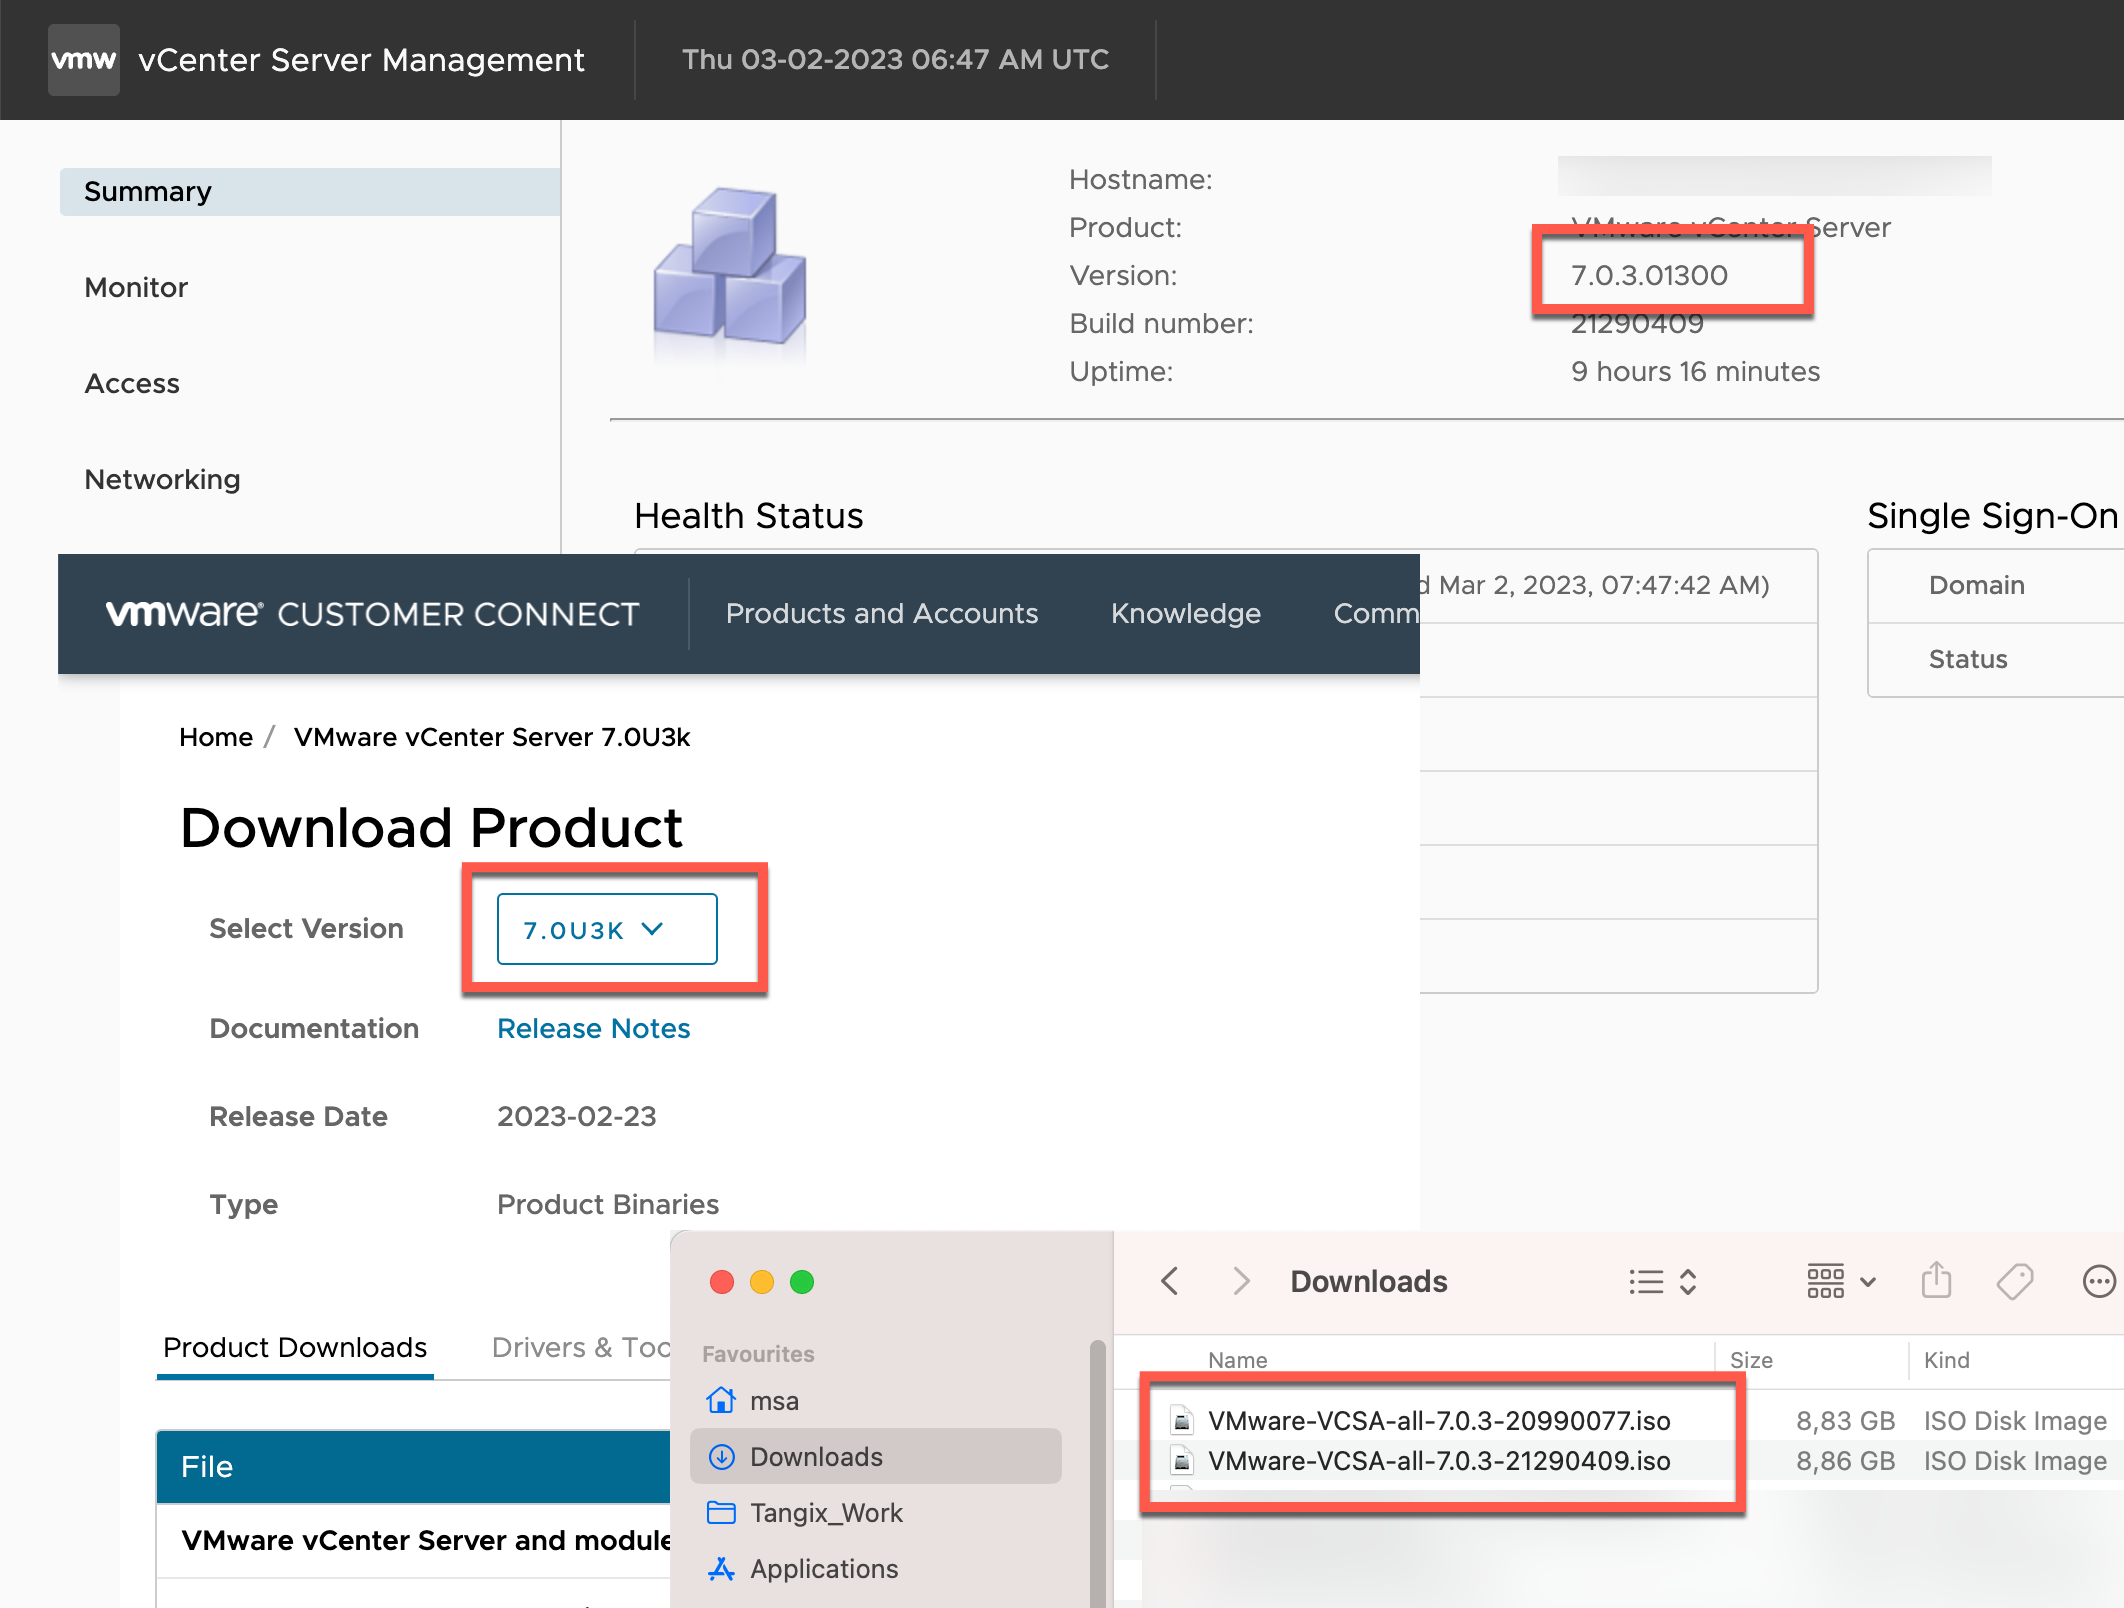 vmw vCenter Server Management Thu 03-02-2023 06:47 AM UTC
Summary
Monitor
Access
Networking
Hostname:
Product: VMware vCenter Server
Version: 7.0.3.01300
Build number: 21290409
Uptime: 9 hours 16 minutes
Health Status
d Mar 2, 2023, 07:47:42 AM)
Single Sign-On
Domain
Status
vmware® CUSTOMER CONNECT Products and Accounts Knowledge Comm
Home / VMware vCenter Server 7.0U3k
Download Product
Select Version 7.0U3K
Documentation Release Notes
Release Date 2023-02-23
Type Product Binaries
Product Downloads Drivers & Too
File
VMware vCenter Server and module
Favourites
msa
Downloads
Tangix_Work
Applications
Downloads
Name Size Kind
VMware-VCSA-all-7.0.3-20990077.iso 8,83 GB ISO Disk Image
VMware-VCSA-all-7.0.3-21290409.iso 8,86 GB ISO Disk Image